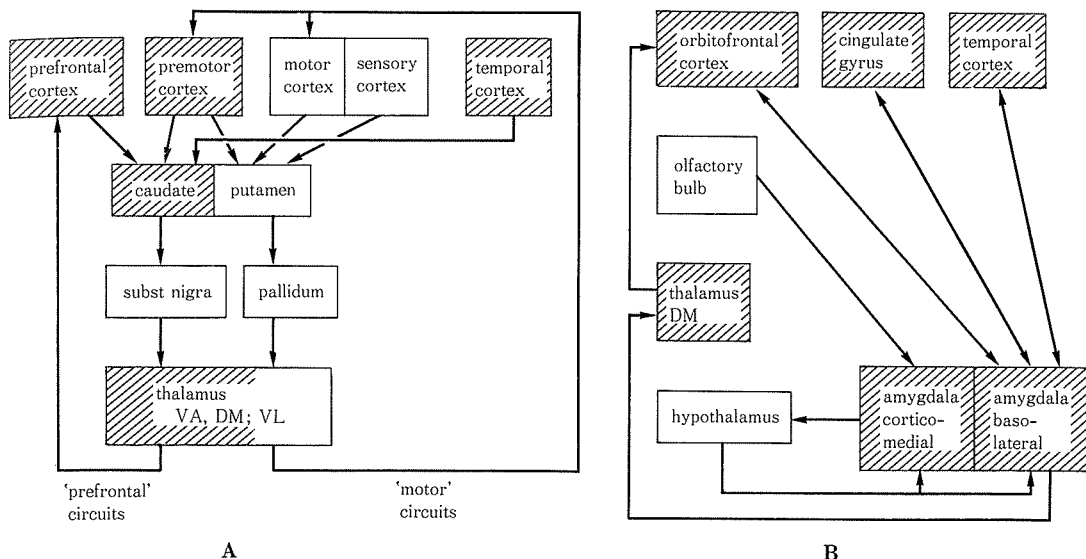 prefrontal
cortex
premotor
cortex
motor
cortex
sensory
cortex
temporal
cortex
caudate
putamen
subst nigra
pallidum
thalamus
VA, DM; VL
'prefrontal'
circuits
'motor'
circuits
A
orbitofrontal
cortex
cingulate
gyrus
temporal
cortex
olfactory
bulb
thalamus
DM
hypothalamus
amygdala
cortico-
medial
amygdala
baso-
lateral
B